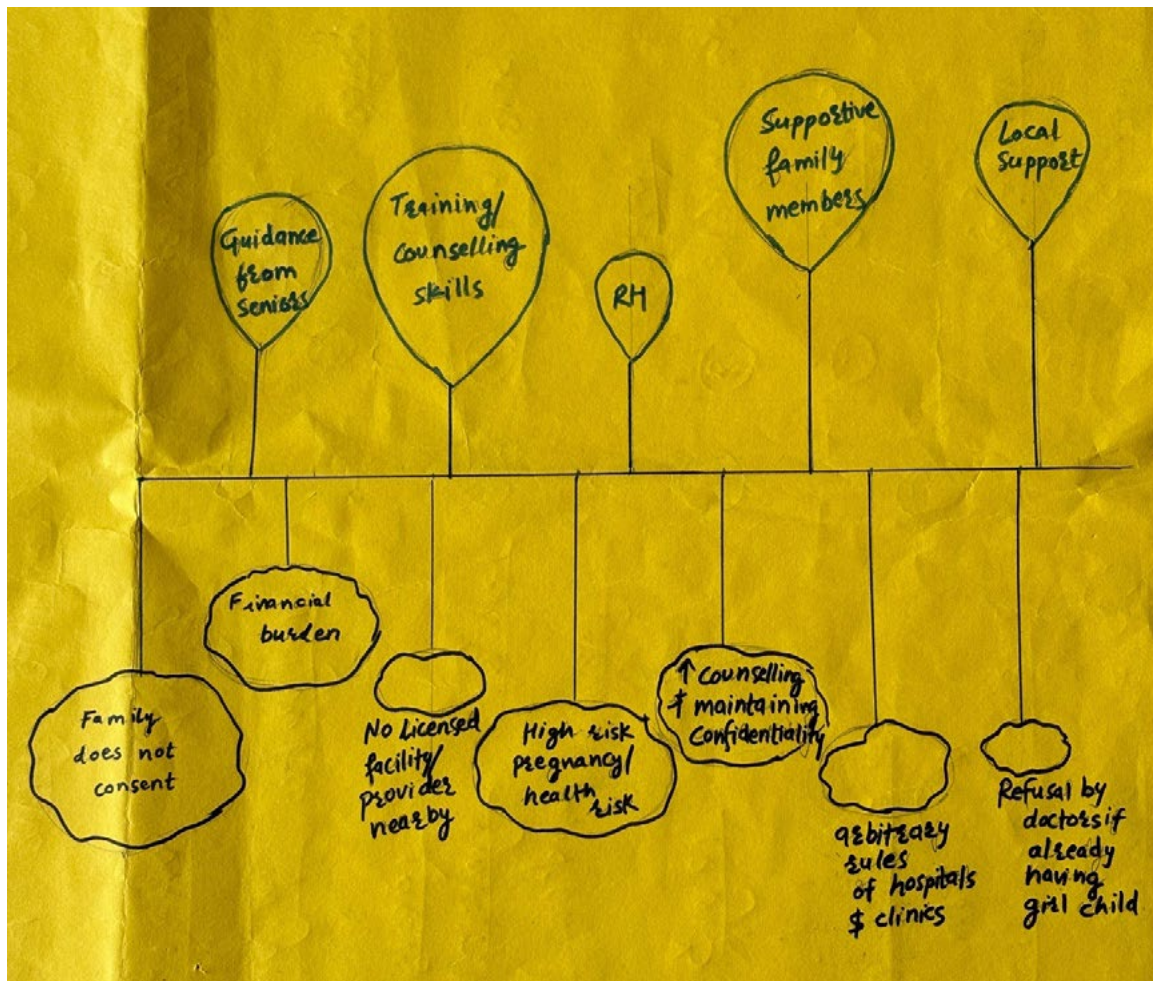 Guidance
from
seniors
Training/
counselling
skills
RH
Supportive
family
members
Local
Support
Family
does not
consent
Financial
burden
No Licensed
facility/
provider
nearby
High risk
pregnancy/
health
risk
↑ Counselling
$ maintaining
Confidentiality
arbitrary
rules
of hospitals
$ clinics
Refusal by
doctors if
already
having
girl child